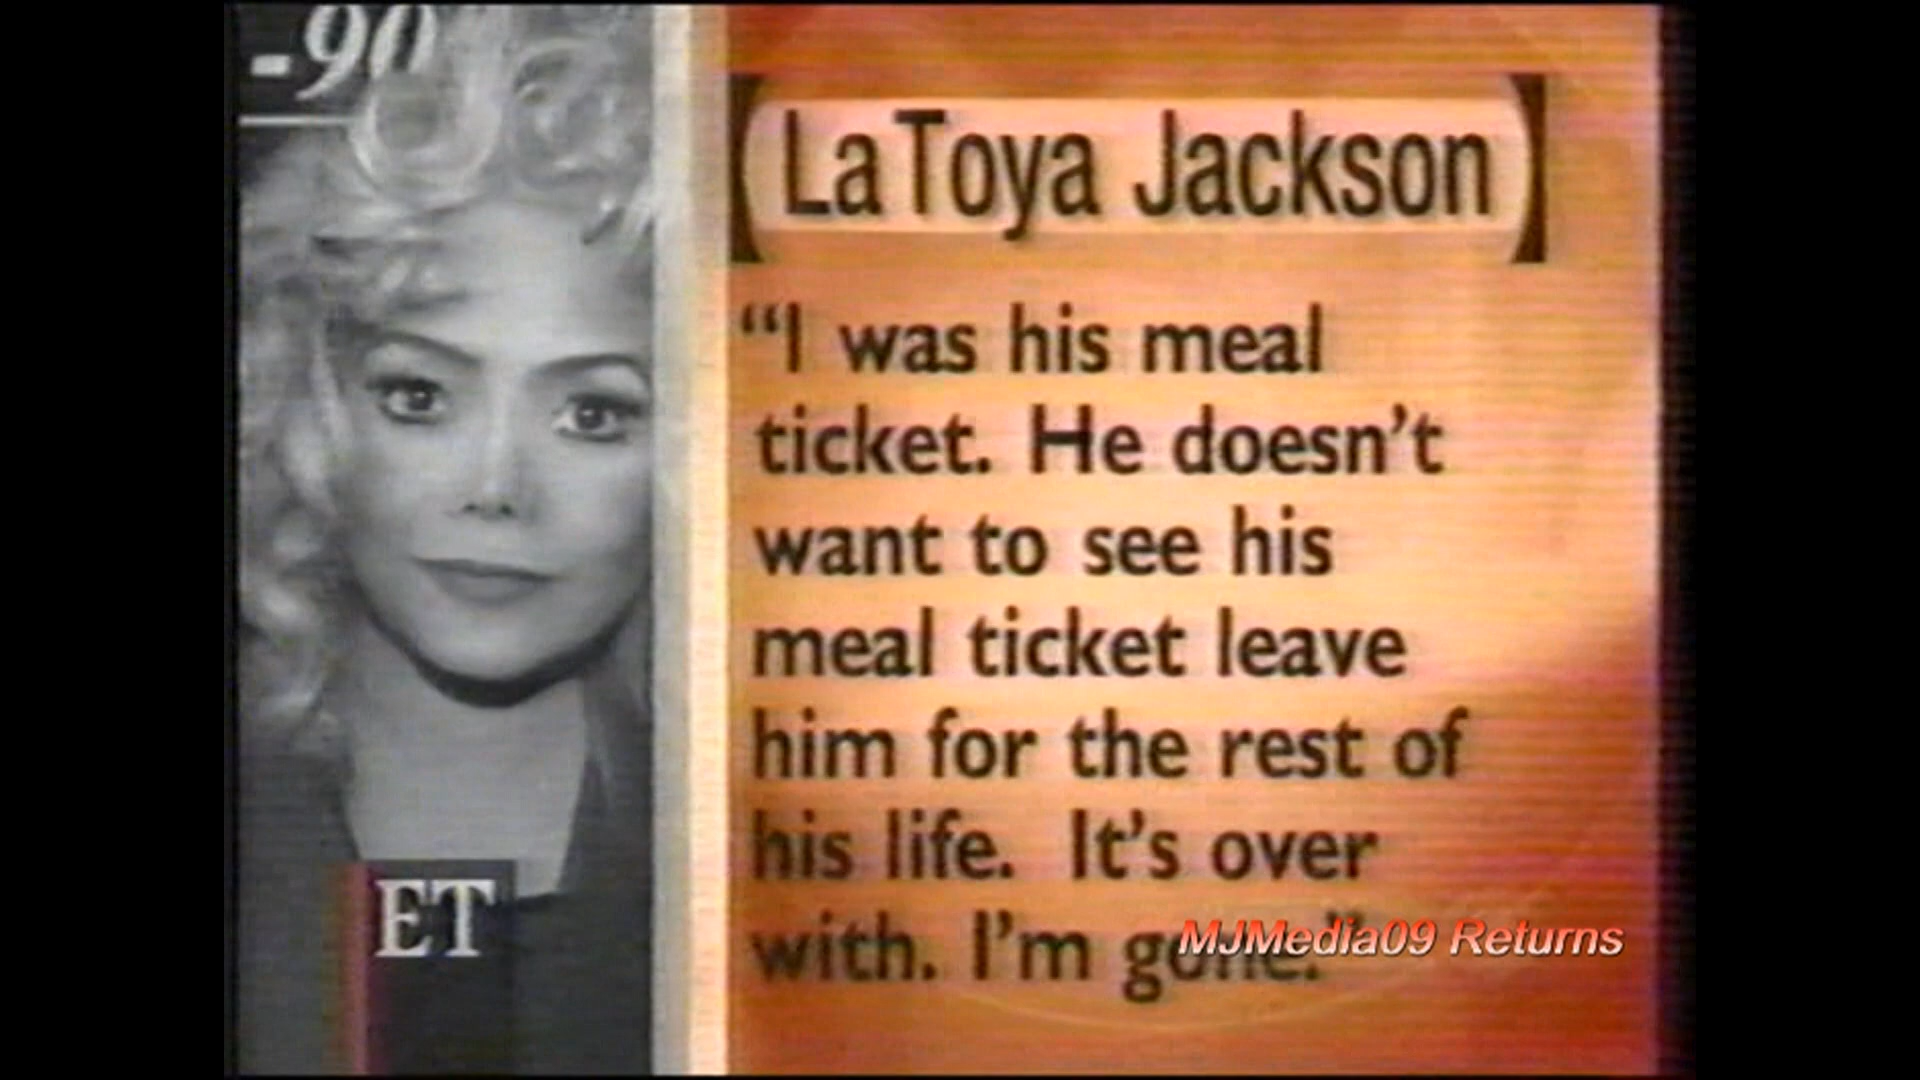 -90
LaToya Jackson
“I was his meal
ticket. He doesn’t
want to see his
meal ticket leave
him for the rest of
his life. It’s over
with. I’m gone.”
MJMedia09 Returns
ET